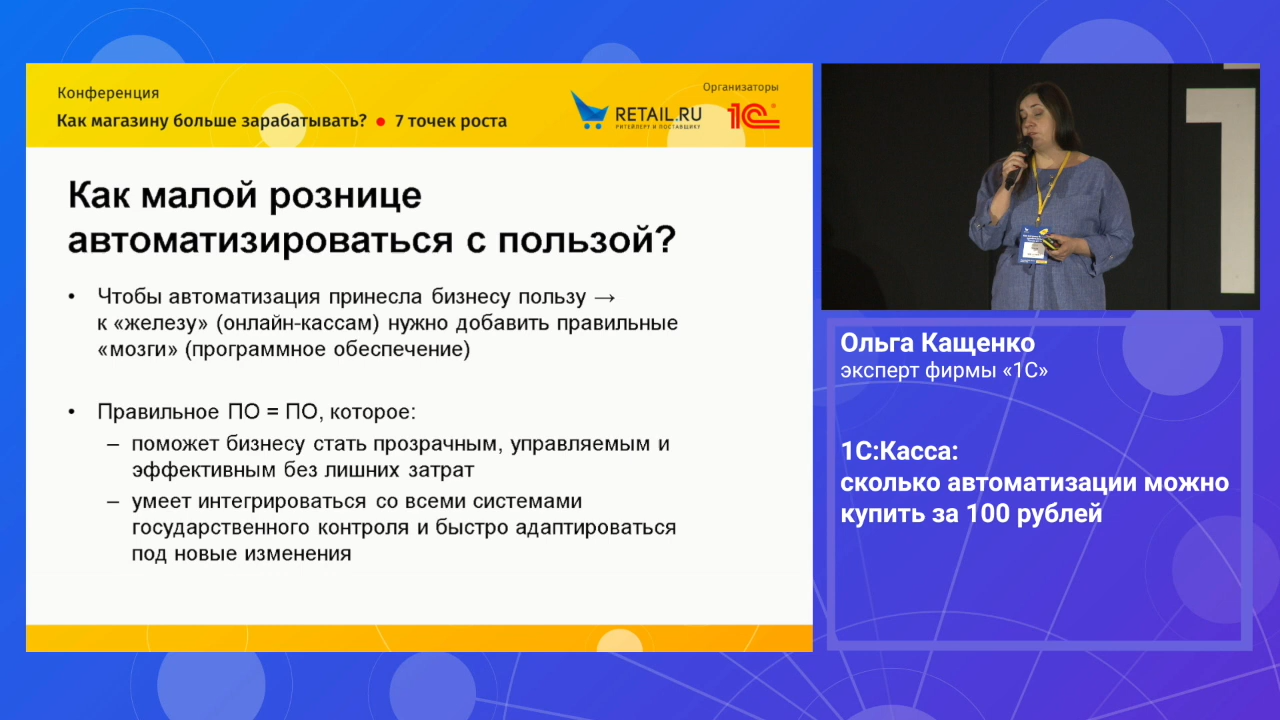 Конференция
Как магазину больше зарабатывать? ● 7 точек роста
Организаторы
RETAIL.RU
РИТЕЙЛЕРУ И ПОСТАВЩИКУ
1С
Как малой рознице
автоматизироваться с пользой?
• Чтобы автоматизация принесла бизнесу пользу →
к «железу» (онлайн-кассам) нужно добавить правильные
«мозги» (программное обеспечение)
• Правильное ПО = ПО, которое:
– поможет бизнесу стать прозрачным, управляемым и
эффективным без лишних затрат
– умеет интегрироваться со всеми системами
государственного контроля и быстро адаптироваться
под новые изменения
Ольга Кащенко
эксперт фирмы «1С»
1С:Касса:
сколько автоматизации можно
купить за 100 рублей